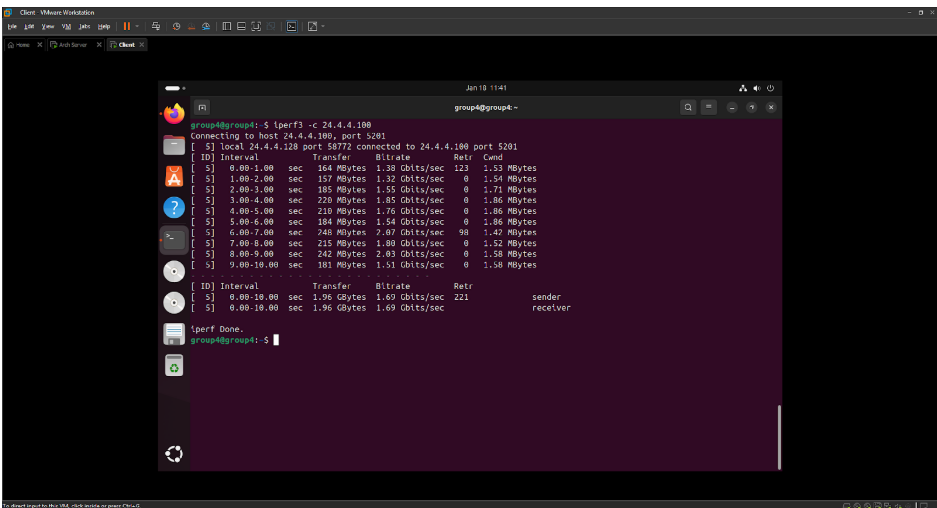 Client VMware Workstation
File Edit View VM Tabs Help
Home Arch Server Client
Jan 18 11:41
group4@group4: ~
group4@group4:~$ iperf3 -c 24.4.4.100
Connecting to host 24.4.4.100, port 5201
[ 5] local 24.4.4.128 port 58772 connected to 24.4.4.100 port 5201
[ ID] Interval Transfer Bitrate Retr Cwnd
[ 5] 0.00-1.00 sec 164 MBytes 1.38 Gbits/sec 123 1.53 MBytes
[ 5] 1.00-2.00 sec 157 MBytes 1.32 Gbits/sec 0 1.54 MBytes
[ 5] 2.00-3.00 sec 185 MBytes 1.55 Gbits/sec 0 1.71 MBytes
[ 5] 3.00-4.00 sec 220 MBytes 1.85 Gbits/sec 0 1.86 MBytes
[ 5] 4.00-5.00 sec 210 MBytes 1.76 Gbits/sec 0 1.86 MBytes
[ 5] 5.00-6.00 sec 184 MBytes 1.54 Gbits/sec 0 1.86 MBytes
[ 5] 6.00-7.00 sec 248 MBytes 2.07 Gbits/sec 98 1.42 MBytes
[ 5] 7.00-8.00 sec 215 MBytes 1.80 Gbits/sec 0 1.52 MBytes
[ 5] 8.00-9.00 sec 242 MBytes 2.03 Gbits/sec 0 1.58 MBytes
[ 5] 9.00-10.00 sec 181 MBytes 1.51 Gbits/sec 0 1.58 MBytes
- - - - - - - - - - - - - - - - - - - - - - - - -
[ ID] Interval Transfer Bitrate Retr
[ 5] 0.00-10.00 sec 1.96 GBytes 1.69 Gbits/sec 221 sender
[ 5] 0.00-10.00 sec 1.96 GBytes 1.69 Gbits/sec receiver
iperf Done.
group4@group4:~$
To direct input to this VM, click inside or press Ctrl+G.